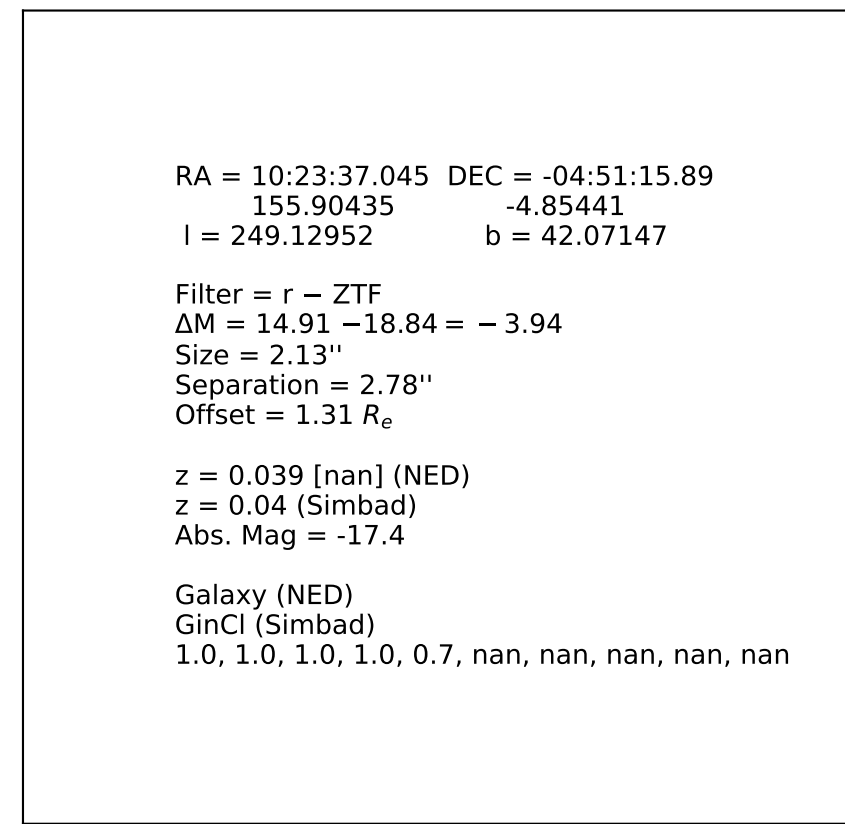 RA = 10:23:37.045 DEC = -04:51:15.89
155.90435 -4.85441
l = 249.12952 b = 42.07147
Filter = r − ZTF
ΔM = 14.91 −18.84 = − 3.94
Size = 2.13''
Separation = 2.78''
Offset = 1.31 Re
z = 0.039 [nan] (NED)
z = 0.04 (Simbad)
Abs. Mag = -17.4
Galaxy (NED)
GinCl (Simbad)
1.0, 1.0, 1.0, 1.0, 0.7, nan, nan, nan, nan, nan